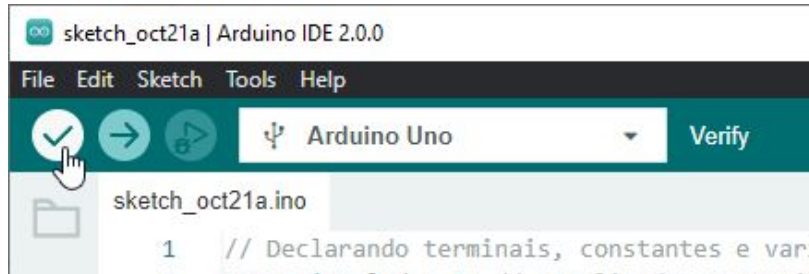 sketch_oct21a | Arduino IDE 2.0.0
File Edit Sketch Tools Help
Arduino Uno Verify
sketch_oct21a.ino
1 // Declarando terminais, constantes e var